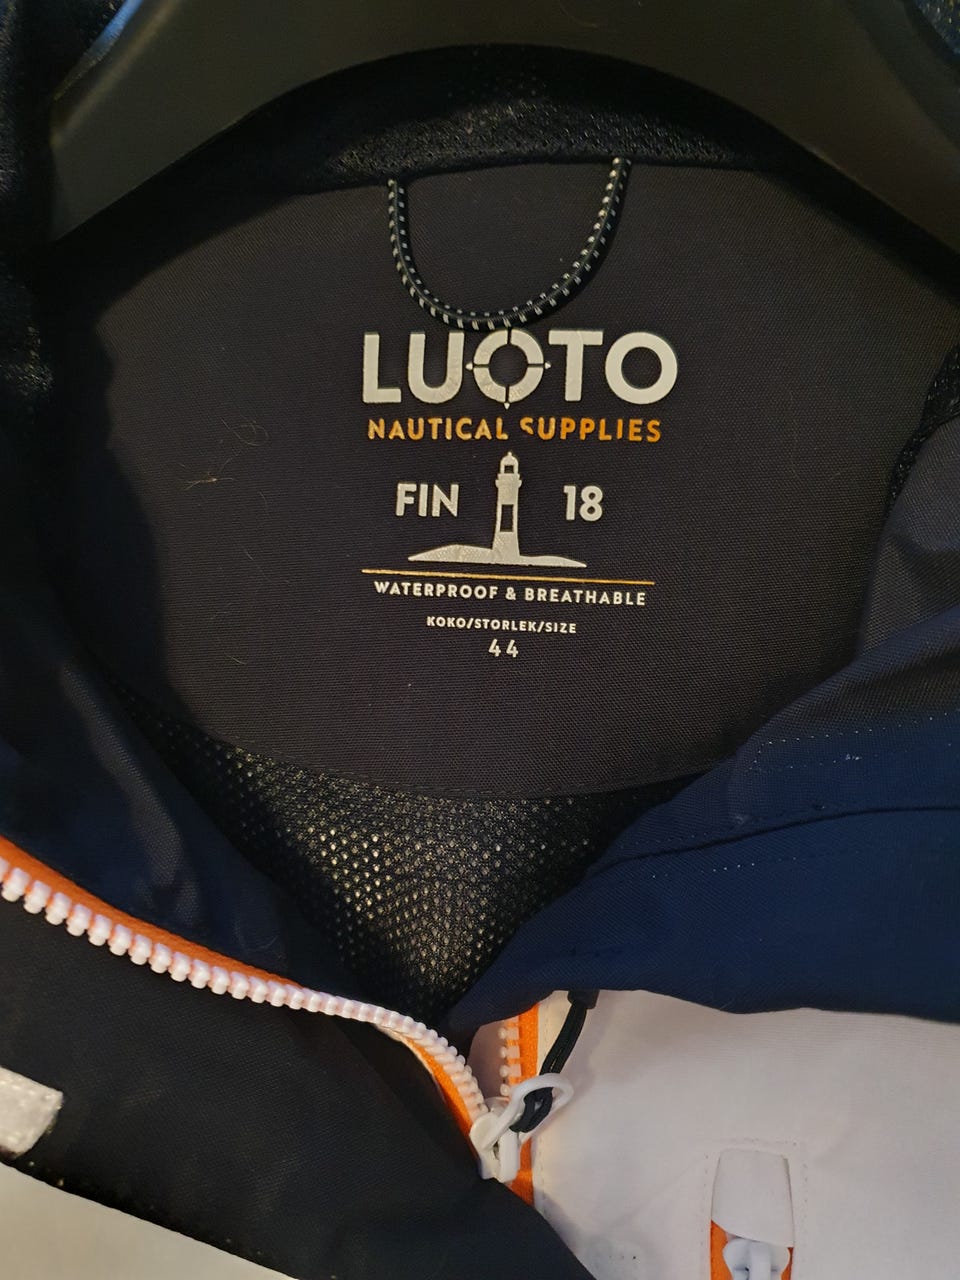 LUOTO
NAUTICAL SUPPLIES
FIN 18
WATERPROOF & BREATHABLE
KOKO/STORLEK/SIZE
44